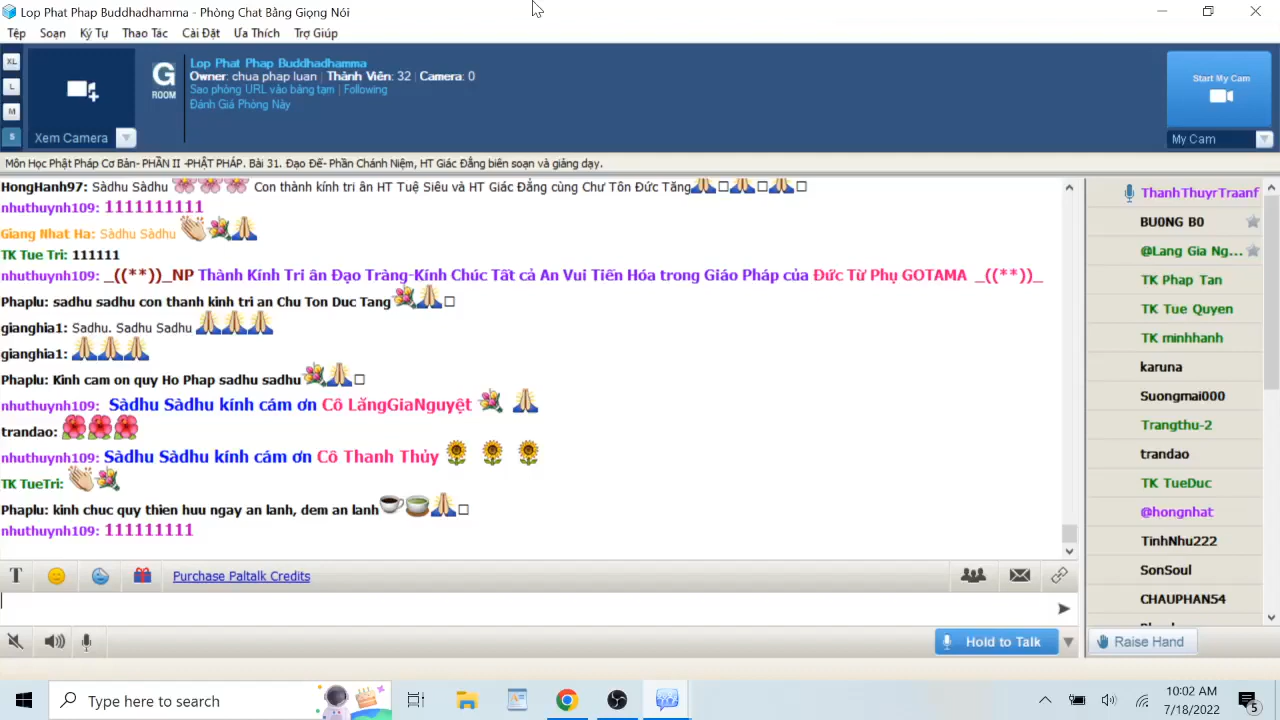 Lop Phat Phap Buddhadhamma - Phòng Chat Bằng Giọng Nói
Tệp Soạn Ký Tự Thao Tác Cài Đặt Ưa Thích Trợ Giúp
XL
L
M
S
Xem Camera
G
ROOM
Lop Phat Phap Buddhadhamma
Owner: chua phap luan | Thành Viên: 32 | Camera: 0
Sao phỏng URL vào bảng tạm | Following
Đánh Giá Phòng Này
Start My Cam
My Cam
Môn Học Phật Pháp Cơ Bản- PHẦN II -PHẬT PHÁP. Bài 31. Đạo Đế- Phần Chánh Niệm, HT Giác Đẳng biên soạn và giảng dạy.
HongHanh97: Sàdhu Sàdhu 🌸🌸🌸 Con thành kính tri ân HT Tuệ Siêu và HT Giác Đẳng cùng Chư Tôn Đức Tăng🙏□🙏□🙏□
nhuthuynh109: 1111111111
Giang Nhat Ha: Sàdhu Sàdhu 👏💐🙏
TK Tue Tri: 111111
nhuthuynh109: _((**))_NP Thành Kính Tri ân Đạo Tràng-Kính Chúc Tất cả An Vui Tiến Hóa trong Giáo Pháp của Đức Từ Phụ GOTAMA _((**))_
Phaplu: sadhu sadhu con thanh kinh tri an Chu Ton Duc Tang💐🙏□
gianghia1: Sadhu. Sadhu Sadhu 🙏🙏🙏
gianghia1: 🙏🙏🙏
Phaplu: Kinh cam on quy Ho Phap sadhu sadhu💐🙏□
nhuthuynh109: Sàdhu Sàdhu kính cám ơn Cô LăngGiaNguyệt 💐 🙏
trandao: 🌺🌺🌺
nhuthuynh109: Sàdhu Sàdhu kính cám ơn Cô Thanh Thủy 🌻 🌻 🌻
TK TueTri: 👏💐
Phaplu: kinh chuc quy thien huu ngay an lanh, dem an lanh☕🍵🙏□
nhuthuynh109: 111111111
ThanhThuyrTraanf
BU0NG B0
@Lang Gia Ng...
TK Phap Tan
TK Tue Quyen
TK minhhanh
karuna
Suongmai000
Trangthu-2
trandao
TK TueDuc
@hongnhat
TinhNhu222
SonSoul
CHAUPHAN54
T
Purchase Paltalk Credits
Hold to Talk
Raise Hand
Type here to search
10:02 AM
7/18/2022
5